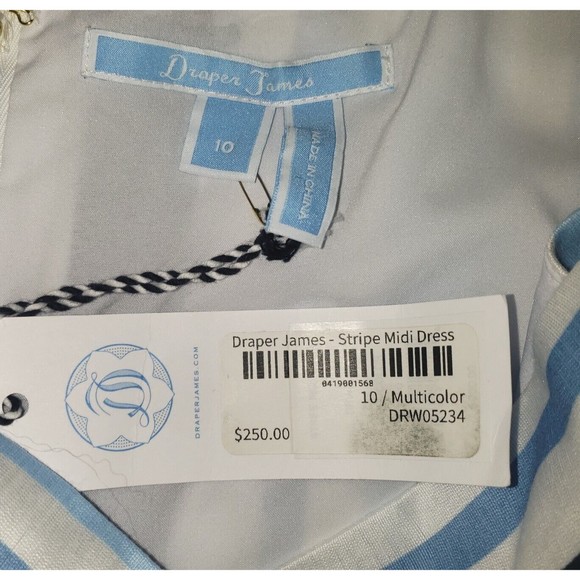 Draper James
10
MADE IN CHINA
DRAPERJAMES.COM
Draper James - Stripe Midi Dress
0419001568
10 / Multicolor
DRW05234
$250.00